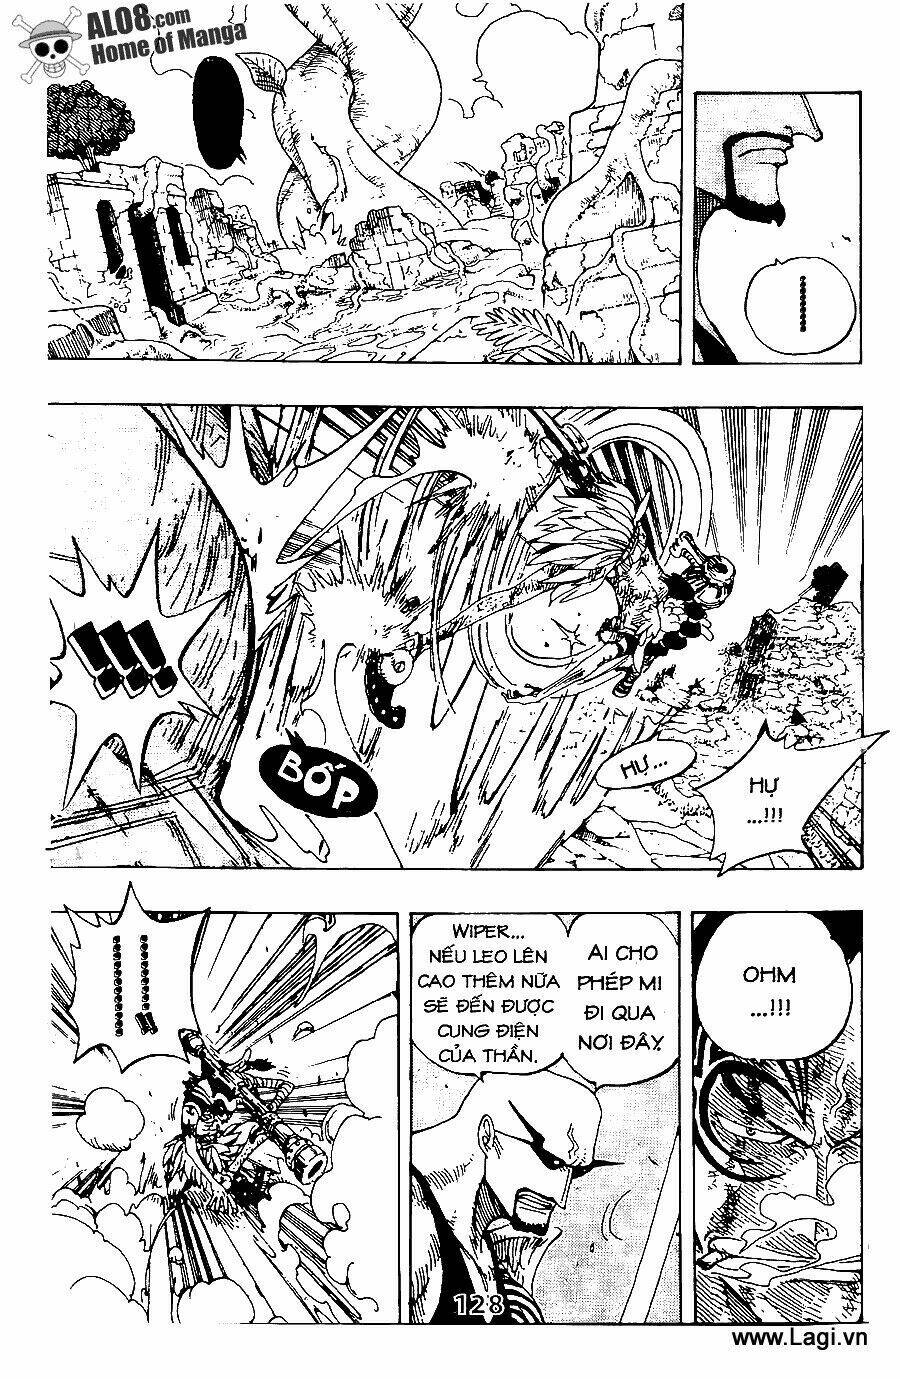 AL08.com
Home of Manga
.........
!!!
BỐP
HỰ...
HỰ
...!!!
OHM
...!!!
AI CHO
PHÉP MI
ĐI QUA
NƠI ĐÂY.
WIPER...
NẾU LEO LÊN
CAO THÊM NỮA
SẼ ĐẾN ĐƯỢC
CUNG ĐIỆN
CỦA THẦN.
128
www.Lagi.vn